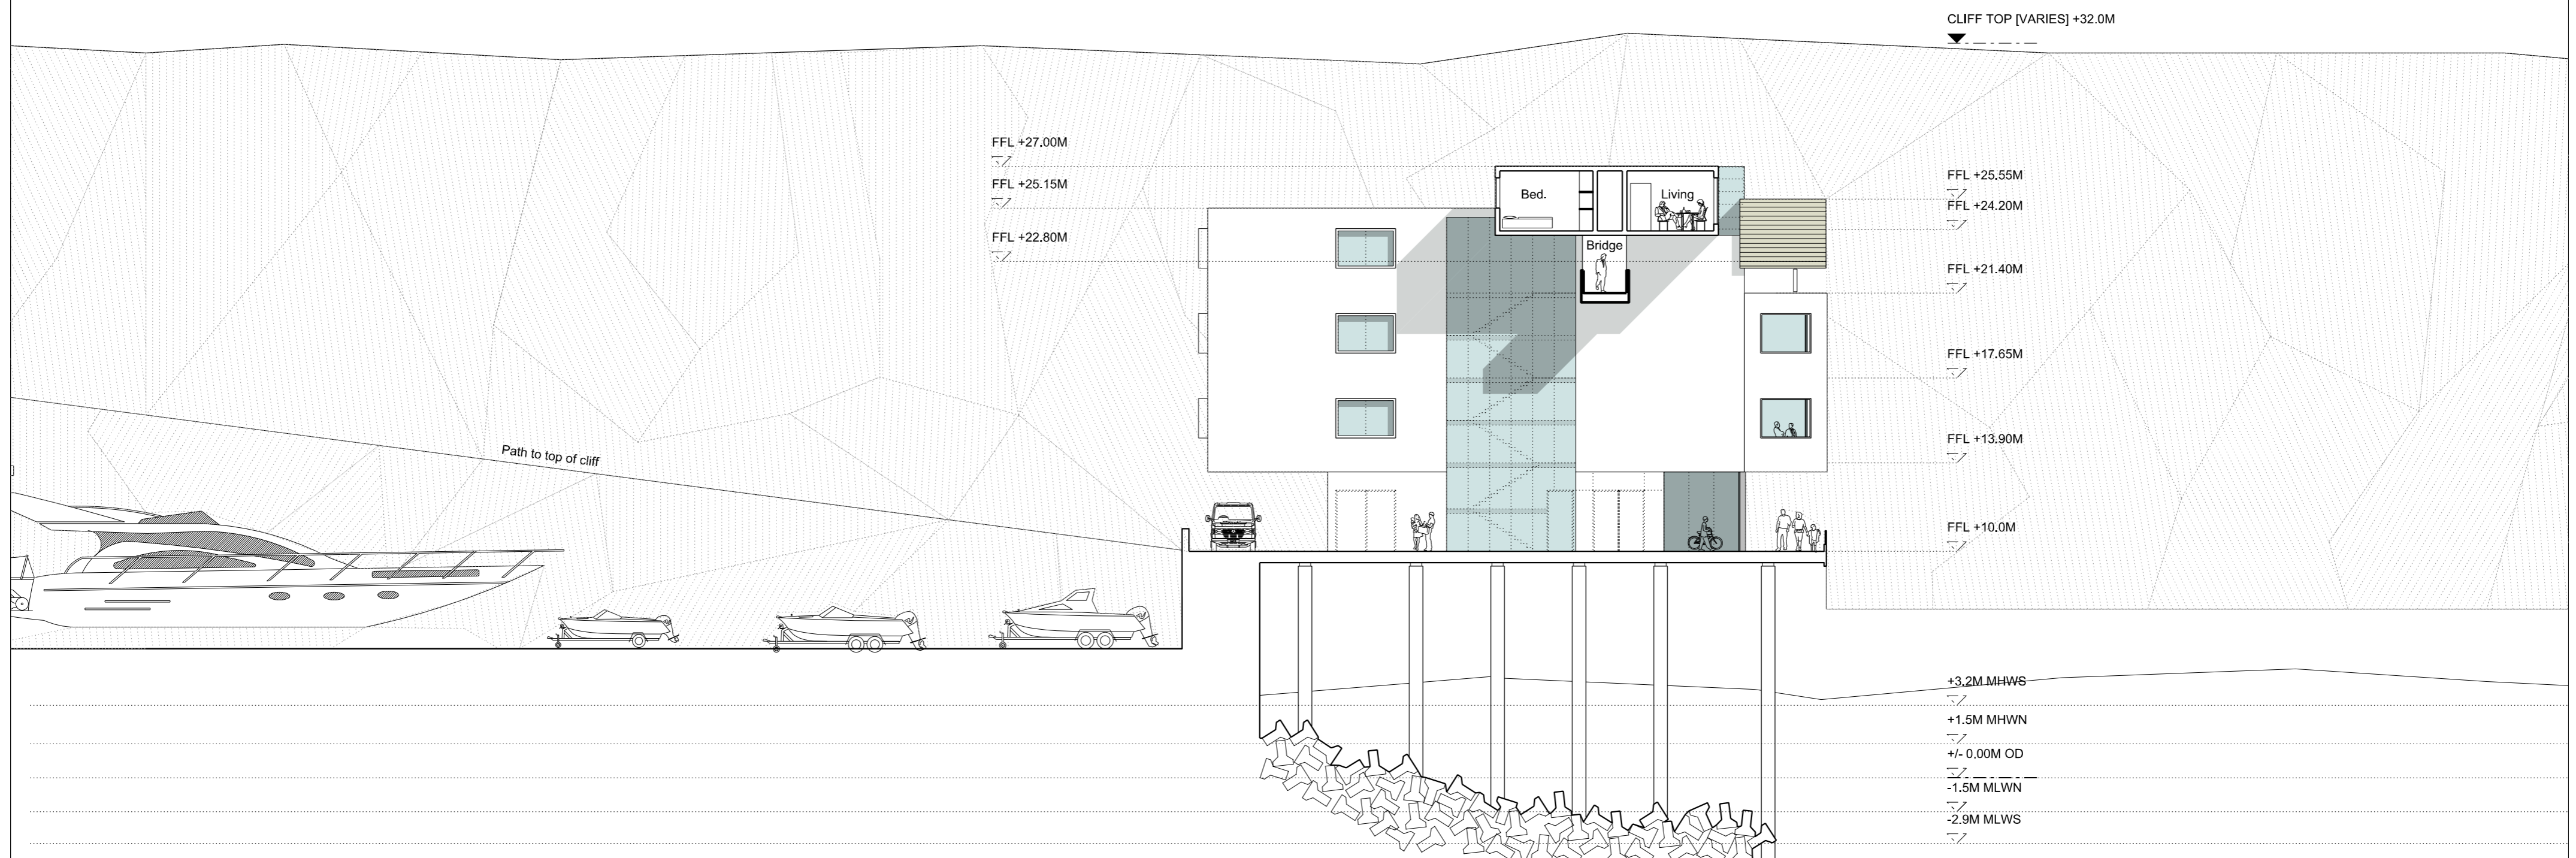 CLIFF TOP [VARIES] +32.0M
FFL +27.00M
FFL +25.15M
FFL +22.80M
Bed.
Living
Bridge
FFL +25.55M
FFL +24.20M
FFL +21.40M
FFL +17.65M
FFL +13.90M
FFL +10.0M
Path to top of cliff
+3.2M MHWS
+1.5M MHWN
+/- 0.00M OD
-1.5M MLWN
-2.9M MLWS